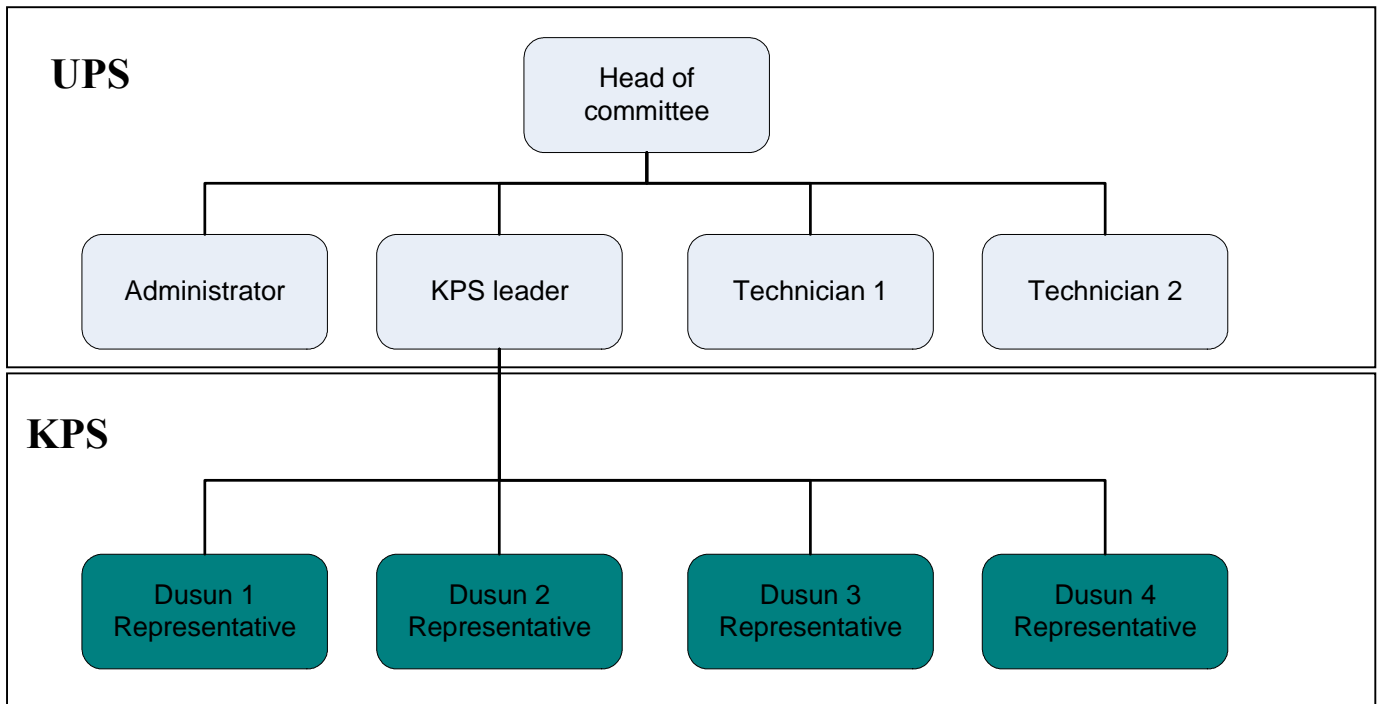 UPS
Head of
committee
Administrator
KPS leader
Technician 1
Technician 2
KPS
Dusun 1
Representative
Dusun 2
Representative
Dusun 3
Representative
Dusun 4
Representative